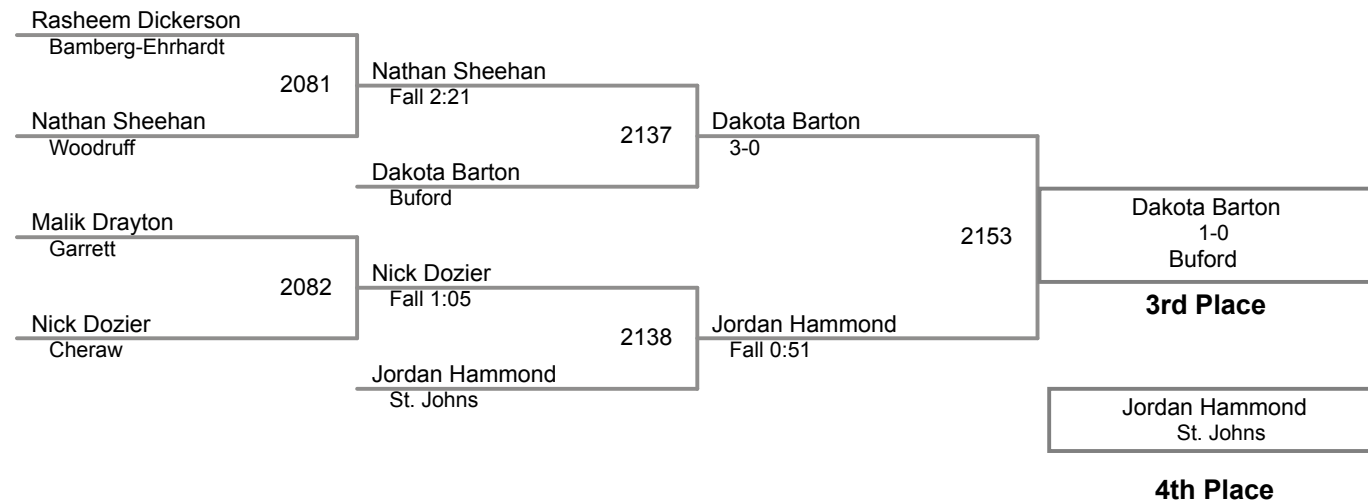 Rasheem Dickerson
Bamberg-Ehrhardt
2081
Nathan Sheehan
Woodruff
Nathan Sheehan
Fall 2:21
2137
Dakota Barton
Buford
Dakota Barton
3-0
Malik Drayton
Garrett
2082
Nick Dozier
Cheraw
Nick Dozier
Fall 1:05
2138
Jordan Hammond
St. Johns
Jordan Hammond
Fall 0:51
2153
Dakota Barton
1-0
Buford
3rd Place
Jordan Hammond
St. Johns
4th Place